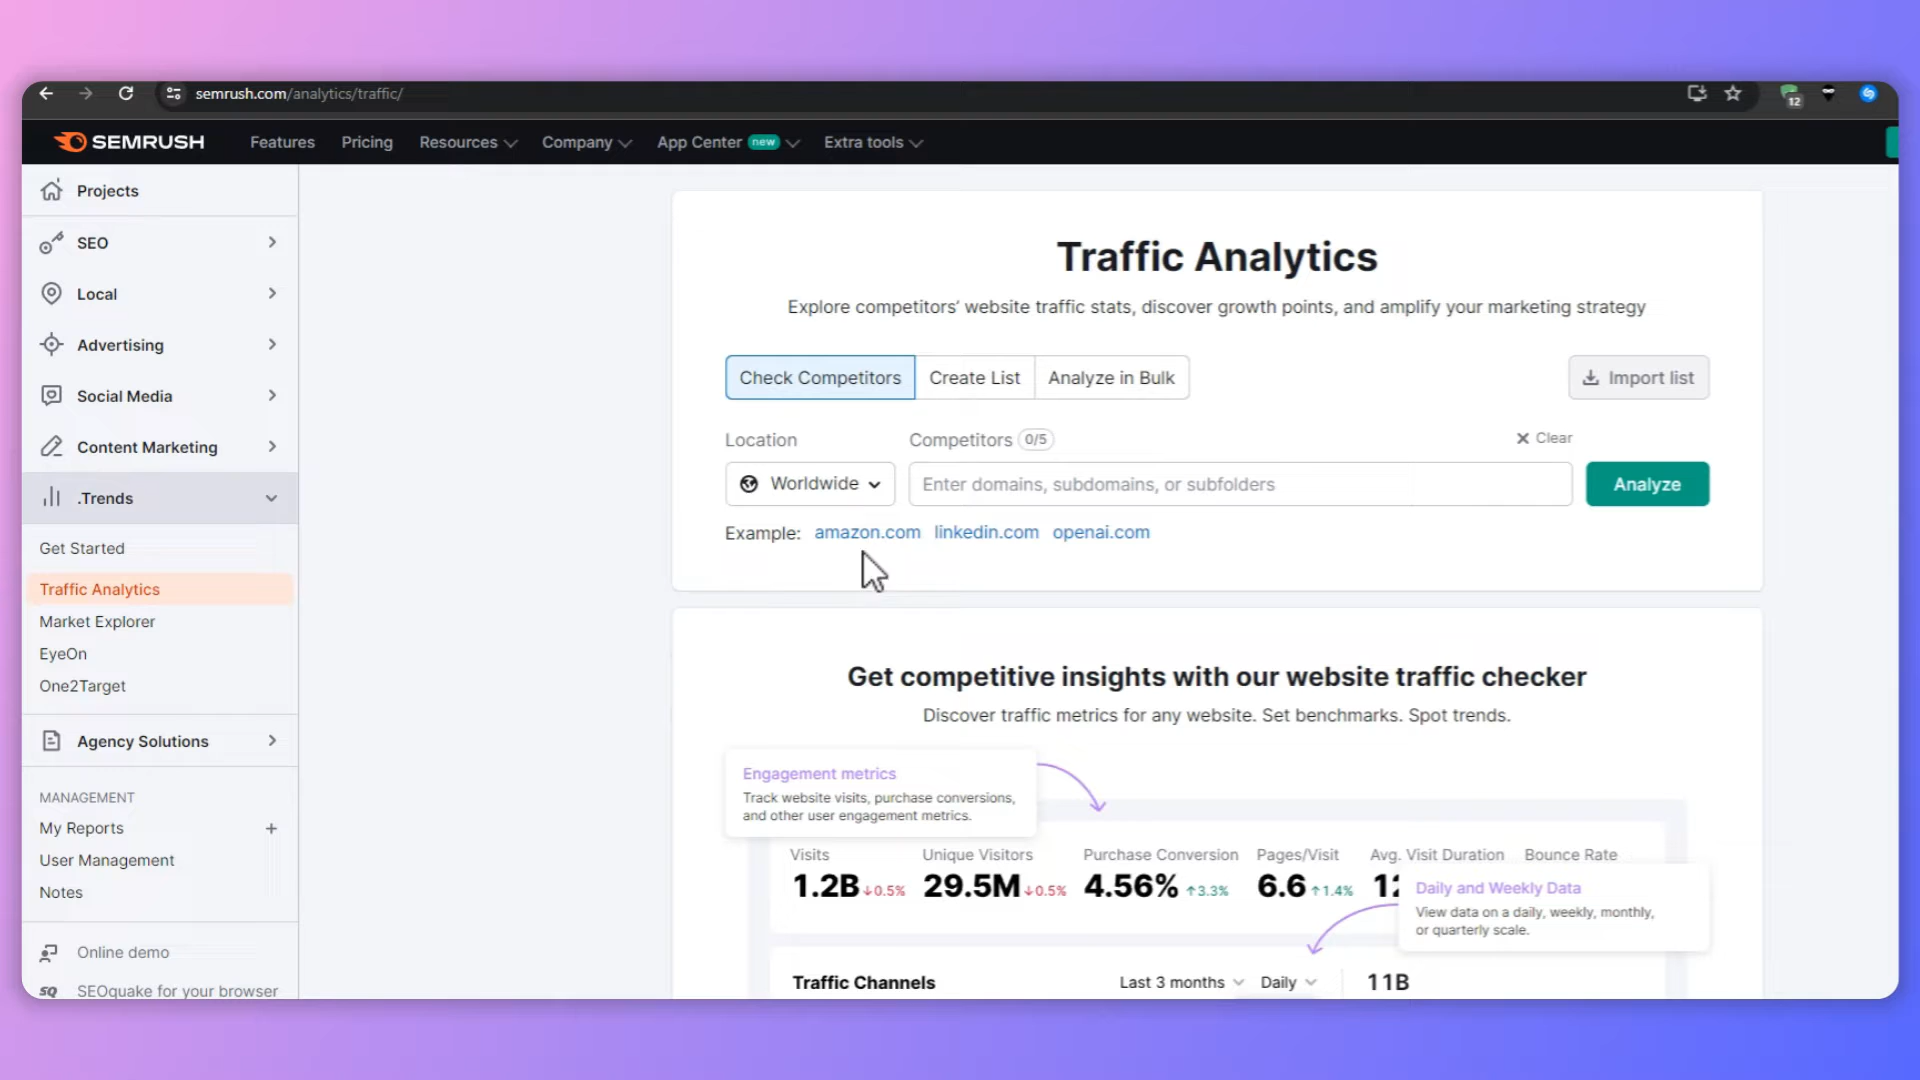 semrush.com/analytics/traffic/
12
SEMRUSH
Features
Pricing
Resources
Company
App Center new
Extra tools
Projects
SEO
Local
Advertising
Social Media
Content Marketing
.Trends
Get Started
Traffic Analytics
Market Explorer
EyeOn
One2Target
Agency Solutions
MANAGEMENT
My Reports +
User Management
Notes
Online demo
SQ SEOquake for your browser
Traffic Analytics
Explore competitors’ website traffic stats, discover growth points, and amplify your marketing strategy
Check Competitors
Create List
Analyze in Bulk
Import list
Location
Competitors 0/5
Clear
Worldwide
Enter domains, subdomains, or subfolders
Analyze
Example: amazon.com linkedin.com openai.com
Get competitive insights with our website traffic checker
Discover traffic metrics for any website. Set benchmarks. Spot trends.
Engagement metrics
Track website visits, purchase conversions,
and other user engagement metrics.
Visits
1.2B ↓0.5%
Unique Visitors
29.5M ↓0.5%
Purchase Conversion
4.56% ↑3.3%
Pages/Visit
6.6 ↑1.4%
Avg. Visit Duration
Bounce Rate
Daily and Weekly Data
View data on a daily, weekly, monthly,
or quarterly scale.
Traffic Channels
Last 3 months
Daily
11B